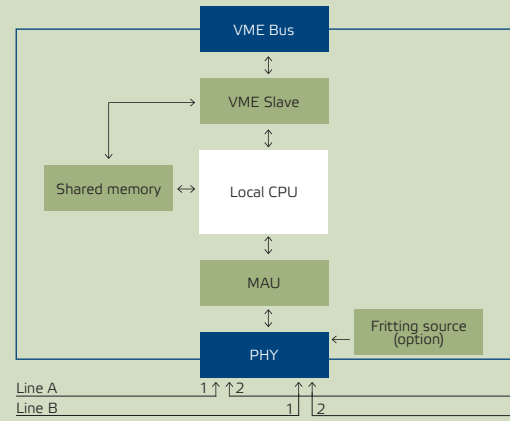 VME Bus
VME Slave
Shared memory
Local CPU
MAU
Fritting source
(option)
PHY
Line A
1
2
Line B
1
2